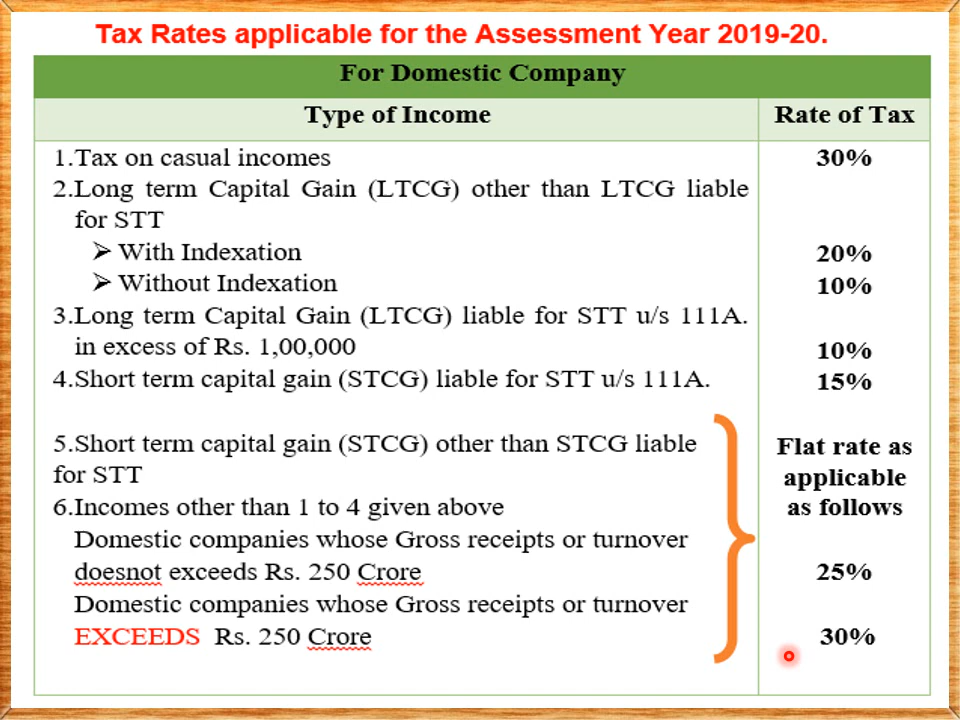 Tax Rates applicable for the Assessment Year 2019-20.
For Domestic Company
Type of Income
Rate of Tax
1.Tax on casual incomes
30%
2.Long term Capital Gain (LTCG) other than LTCG liable
for STT
➢ With Indexation
20%
➢ Without Indexation
10%
3.Long term Capital Gain (LTCG) liable for STT u/s 111A.
in excess of Rs. 1,00,000
10%
4.Short term capital gain (STCG) liable for STT u/s 111A.
15%
5.Short term capital gain (STCG) other than STCG liable
for STT
6.Incomes other than 1 to 4 given above
Flat rate as
applicable
as follows
Domestic companies whose Gross receipts or turnover
doesnot exceeds Rs. 250 Crore
25%
Domestic companies whose Gross receipts or turnover
EXCEEDS Rs. 250 Crore
30%